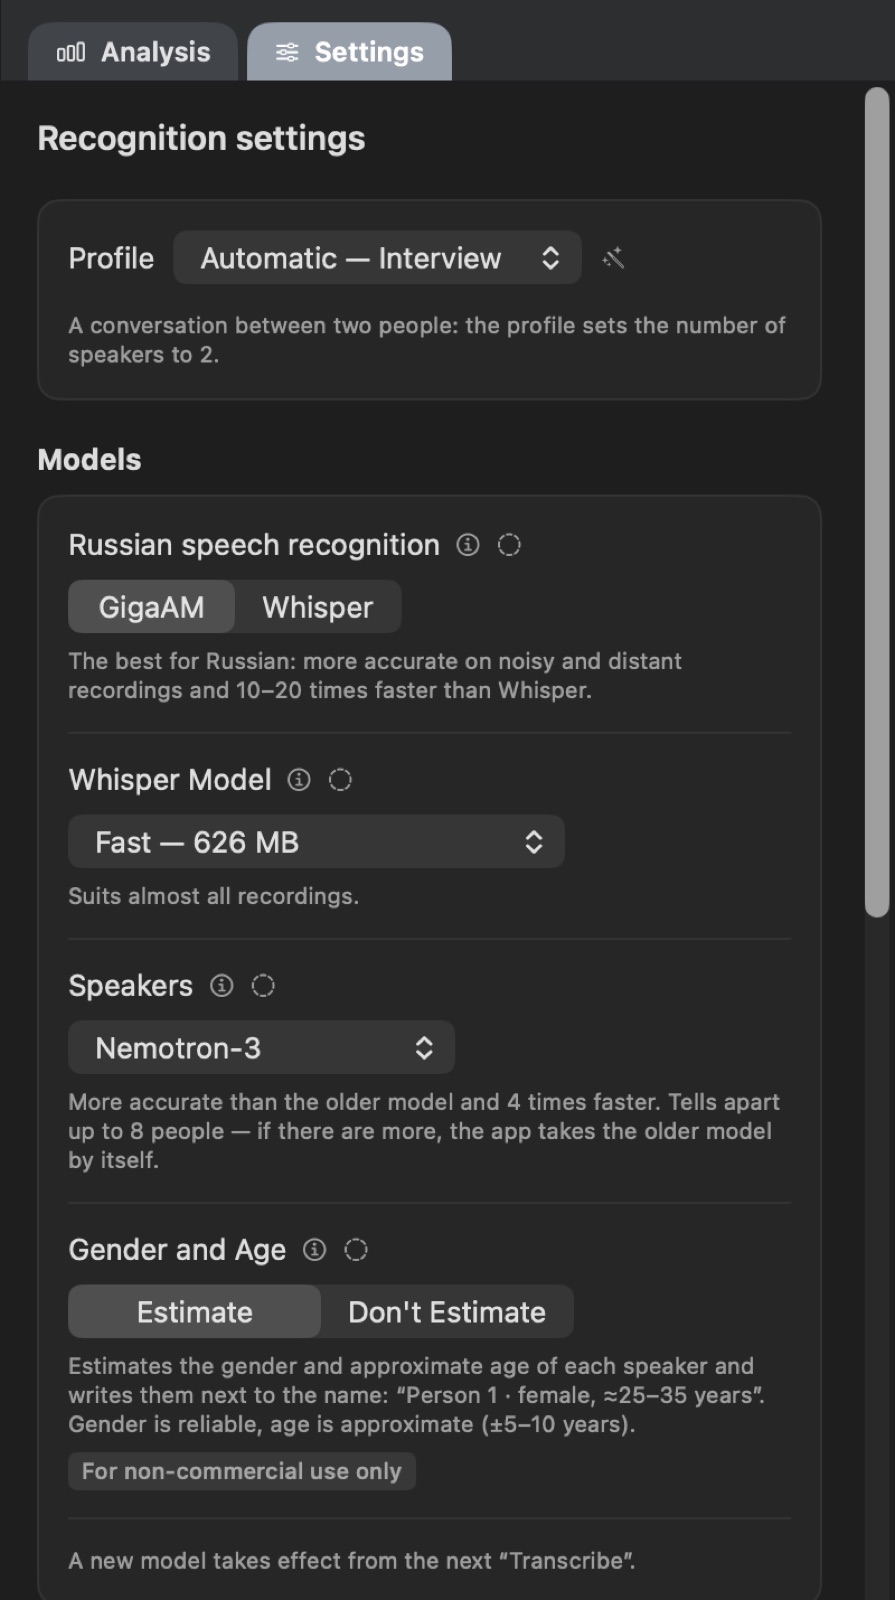 Analysis
Settings
Recognition settings
Profile
Automatic — Interview
A conversation between two people: the profile sets the number of
speakers to 2.
Models
Russian speech recognition
GigaAM
Whisper
The best for Russian: more accurate on noisy and distant
recordings and 10–20 times faster than Whisper.
Whisper Model
Fast — 626 MB
Suits almost all recordings.
Speakers
Nemotron-3
More accurate than the older model and 4 times faster. Tells apart
up to 8 people — if there are more, the app takes the older model
by itself.
Gender and Age
Estimate
Don't Estimate
Estimates the gender and approximate age of each speaker and
writes them next to the name: “Person 1 · female, ≈25–35 years”.
Gender is reliable, age is approximate (±5–10 years).
For non-commercial use only
A new model takes effect from the next “Transcribe”.